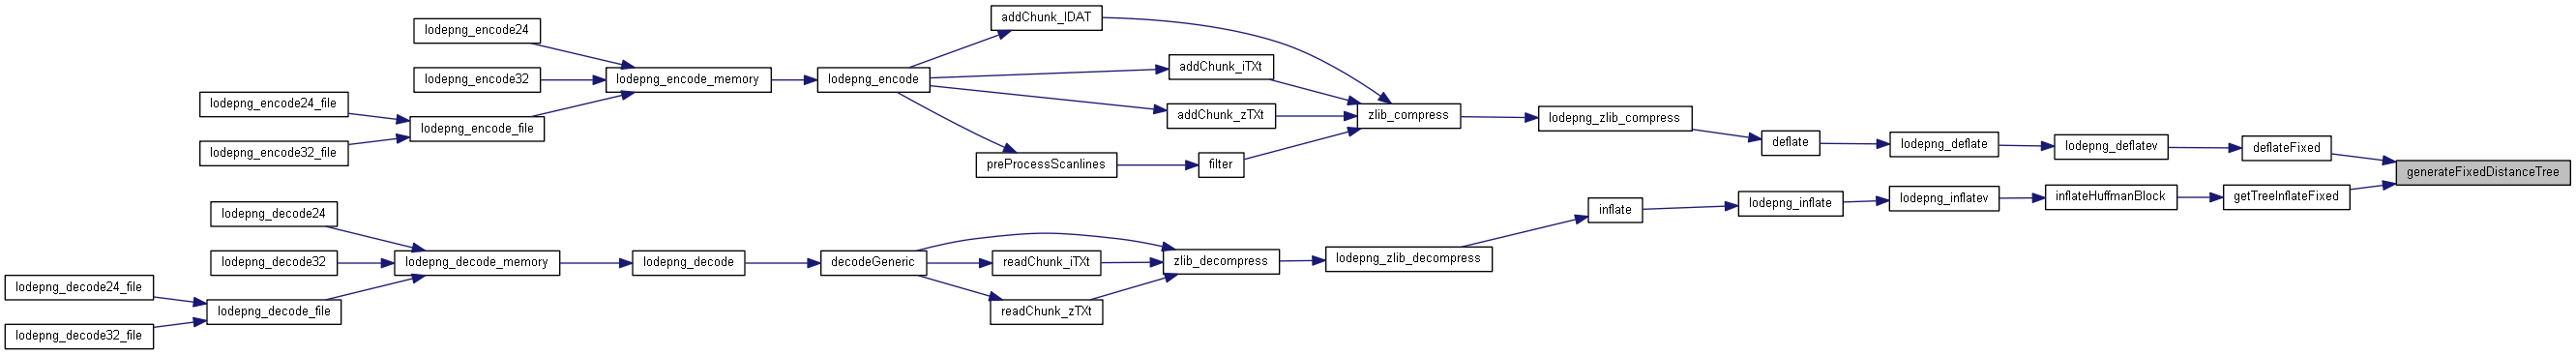 lodepng_encode24
lodepng_encode32
lodepng_encode24_file
lodepng_encode32_file
lodepng_encode_memory
lodepng_encode_file
lodepng_encode
addChunk_IDAT
addChunk_iTXt
addChunk_zTXt
preProcessScanlines
filter
zlib_compress
lodepng_zlib_compress
deflate
lodepng_deflate
lodepng_deflatev
deflateFixed
generateFixedDistanceTree
lodepng_decode24
lodepng_decode32
lodepng_decode24_file
lodepng_decode32_file
lodepng_decode_memory
lodepng_decode_file
lodepng_decode
decodeGeneric
readChunk_iTXt
readChunk_zTXt
zlib_decompress
lodepng_zlib_decompress
inflate
lodepng_inflate
lodepng_inflatev
inflateHuffmanBlock
getTreeInflateFixed